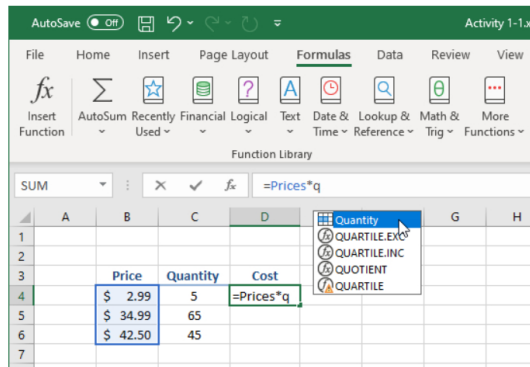 AutoSave Off Activity 1-1.x
File Home Insert Page Layout Formulas Data Review View
fx Σ ? A θ
Insert AutoSum Recently Financial Logical Text Date & Lookup & Math & More
Function Used Time Reference Trig Functions
Function Library
SUM fx =Prices*q
A B C D G H
1 Quantity
2 QUARTILE.EXC
QUARTILE.INC
3 Price Quantity Cost QUOTIENT
4 $ 2.99 5 =Prices*q QUARTILE
5 $ 34.99 65
6 $ 42.50 45
7